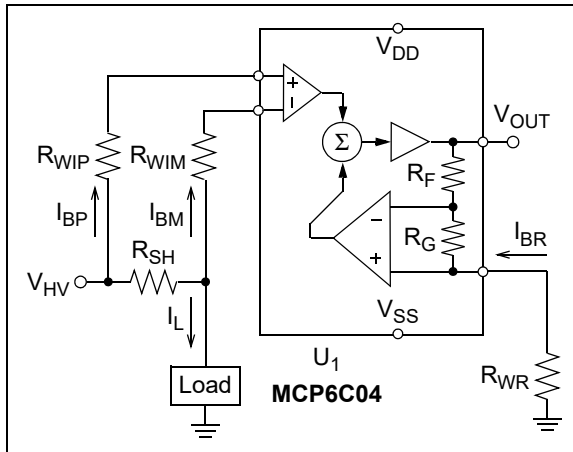 V_DD
V_OUT
+
−
R_WIP
R_WIM
Σ
R_F
I_BP
I_BM
−
R_G
+
I_BR
R_SH
V_HV
V_SS
I_L
U_1
R_WR
Load
MCP6C04